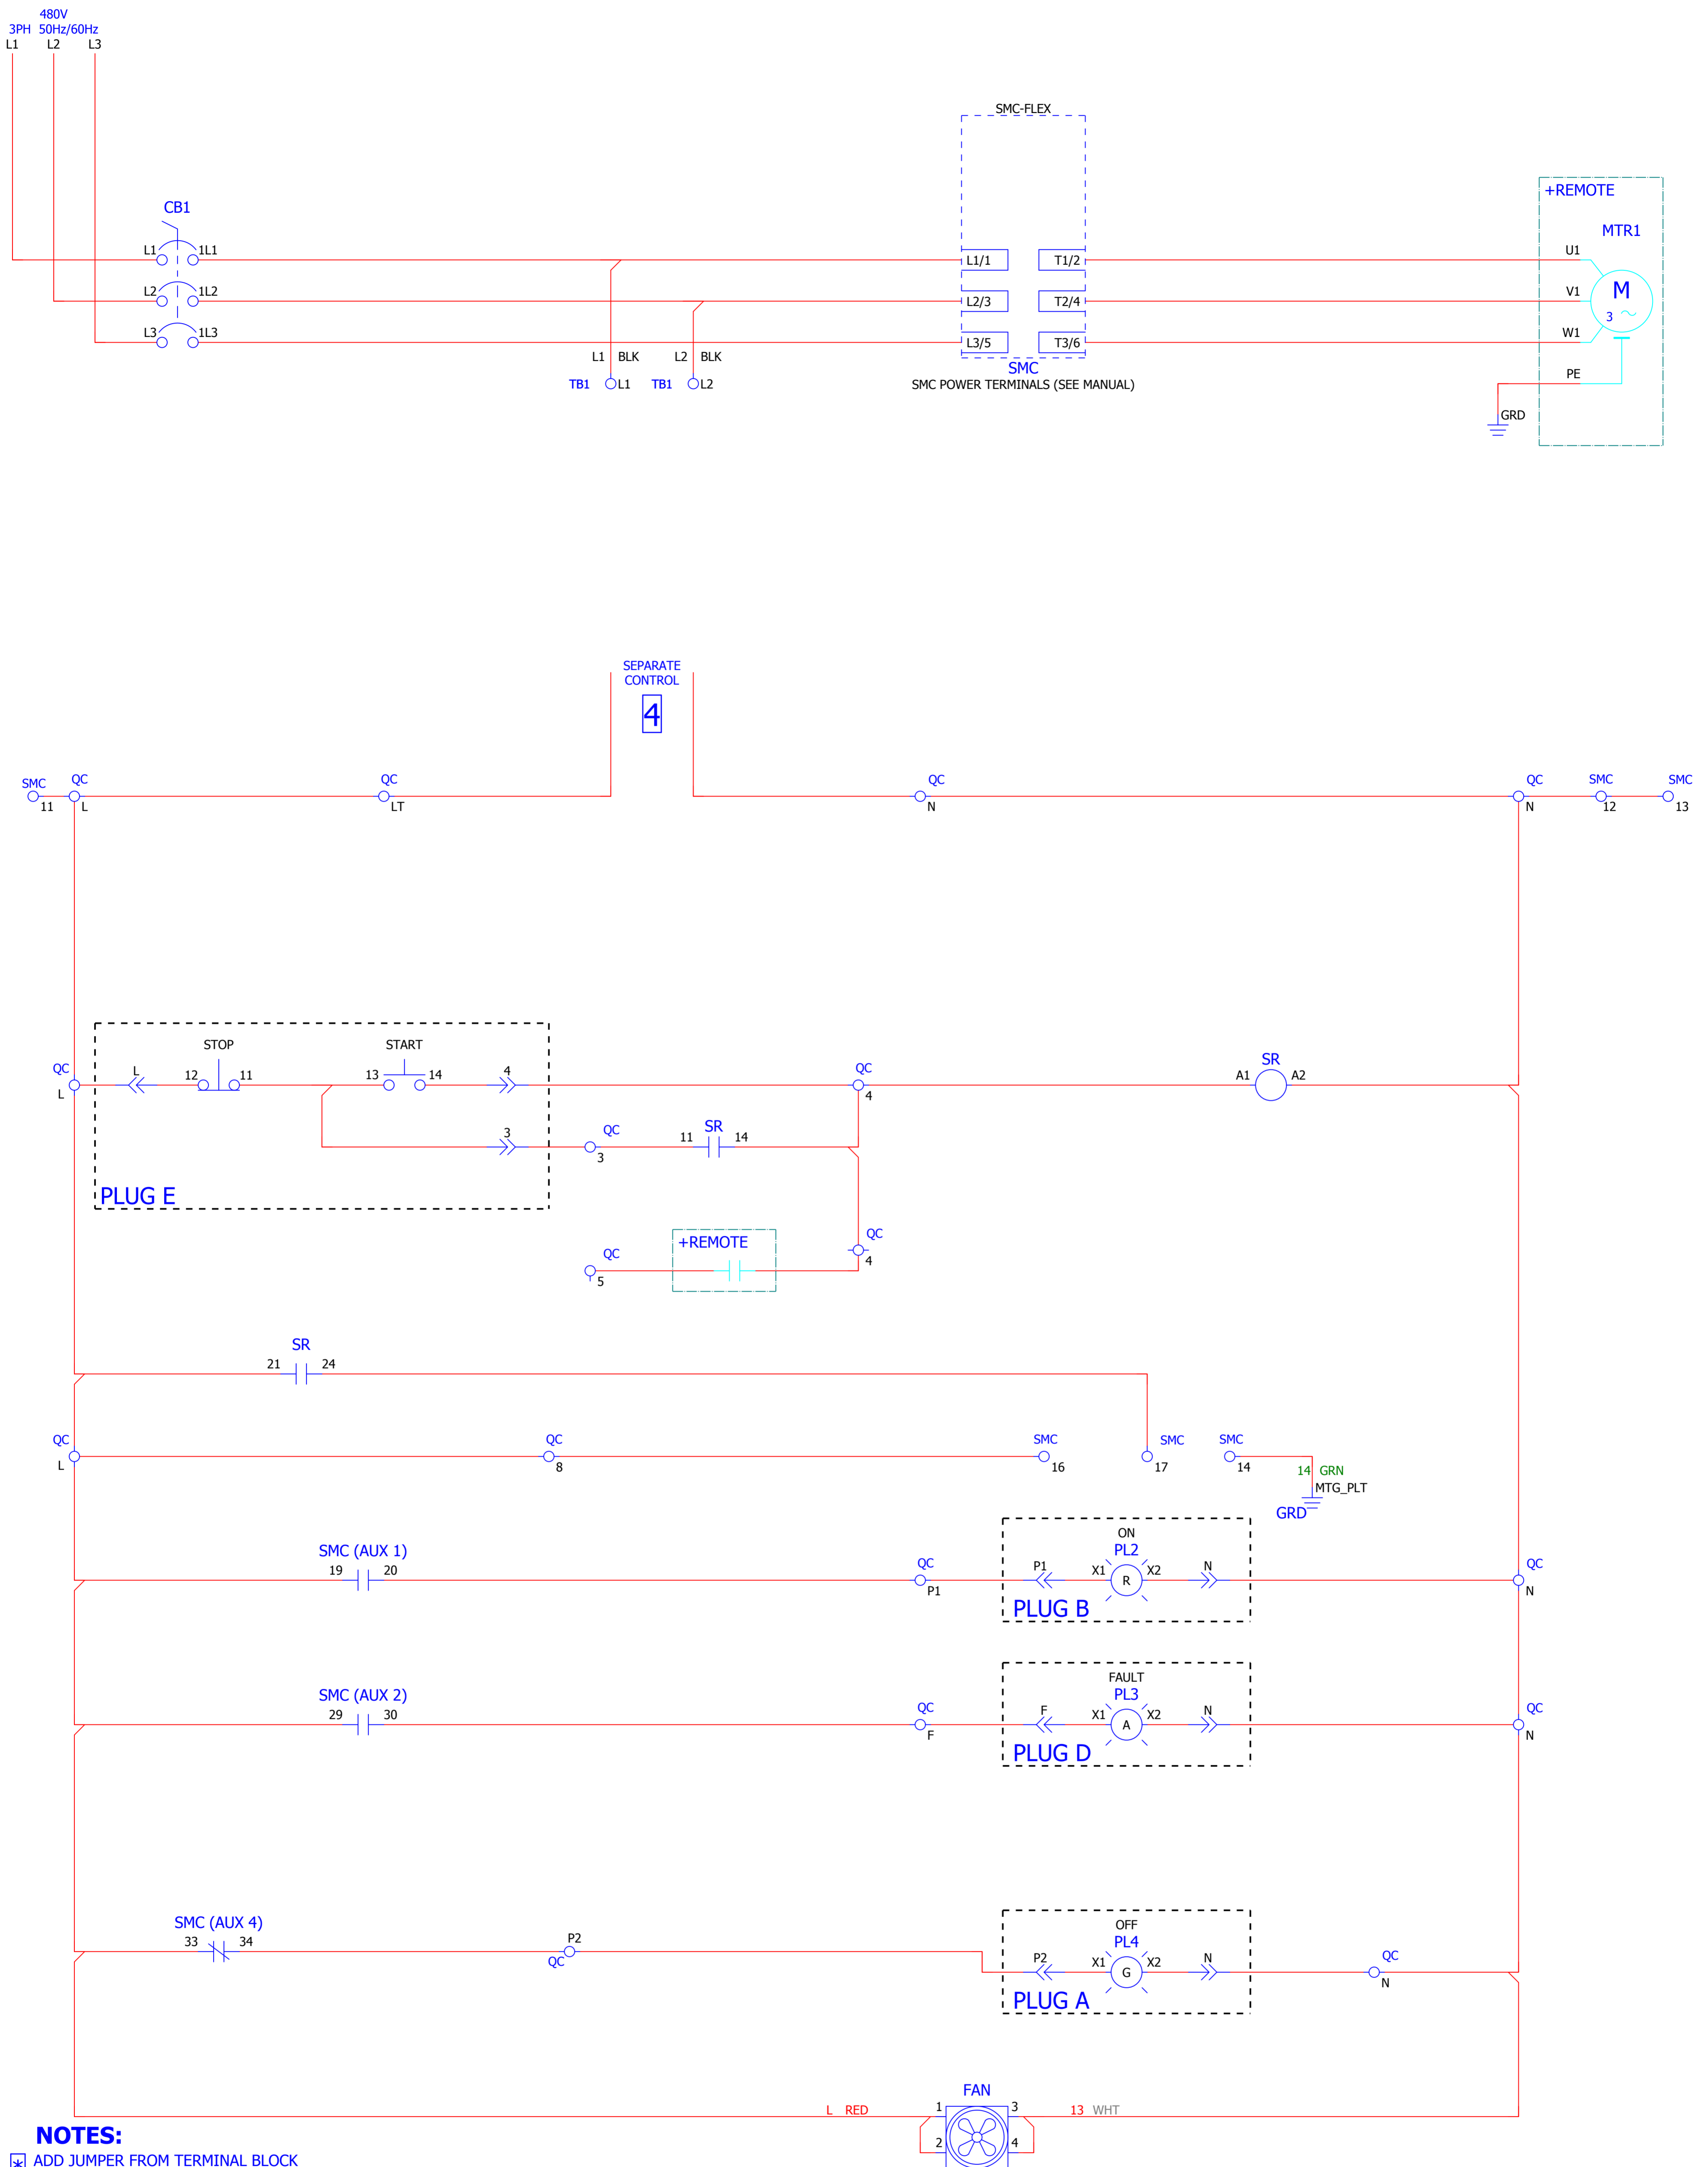 480V
3PH 50Hz/60Hz
L1 L2 L3
SMC-FLEX
+REMOTE
CB1
MTR1
L1 1L1 L1/1 T1/2 U1
L2 1L2 L2/3 T2/4 V1 M
3
L3 1L3 L3/5 T3/6 W1
L1 BLK L2 BLK
SMC
PE
TB1 L1 TB1 L2
SMC POWER TERMINALS (SEE MANUAL)
GRD
SEPARATE
CONTROL
4
SMC QC QC QC QC SMC SMC
11 L LT N N 12 13
STOP START
QC L 12 11 13 14 4 QC SR
L 4 A1 A2
3 QC 11 SR 14
3
PLUG E
QC +REMOTE QC
5 4
SR
21 24
QC QC SMC SMC SMC
L 8 16 17 14
14 GRN
MTG_PLT
GRD
ON
SMC (AUX 1) PL2
19 20 QC P1 X1 R X2 N QC
P1 N
PLUG B
FAULT
SMC (AUX 2) PL3
29 30 QC F X1 A X2 N QC
F N
PLUG D
OFF
SMC (AUX 4) PL4
33 34 P2 P2 X1 G X2 N QC
QC N
PLUG A
FAN
L RED 1 3 13 WHT
2 4
NOTES:
* ADD JUMPER FROM TERMINAL BLOCK